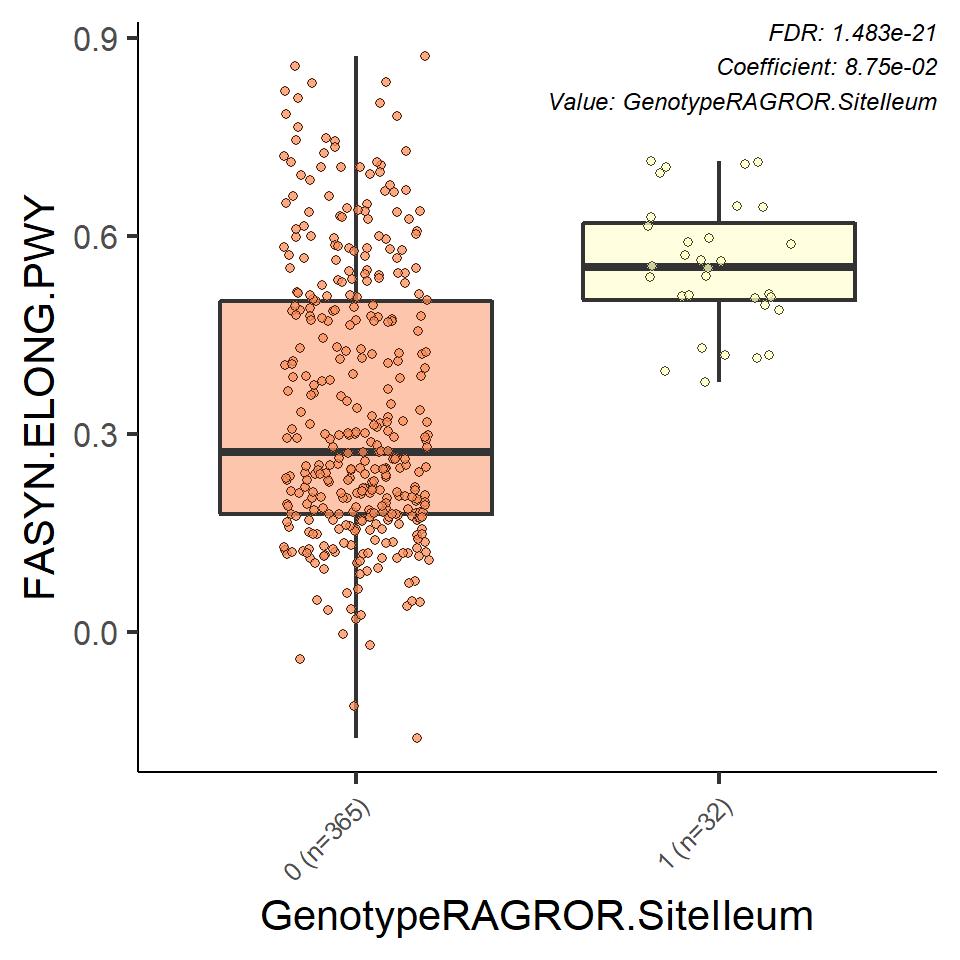 FDR: 1.483e-21
Coefficient: 8.75e-02
Value: GenotypeRAGROR.SiteIleum
FASYN.ELONG.PWY
0.9
0.6
0.3
0.0
0 (n=365)
1 (n=32)
GenotypeRAGROR.SiteIleum